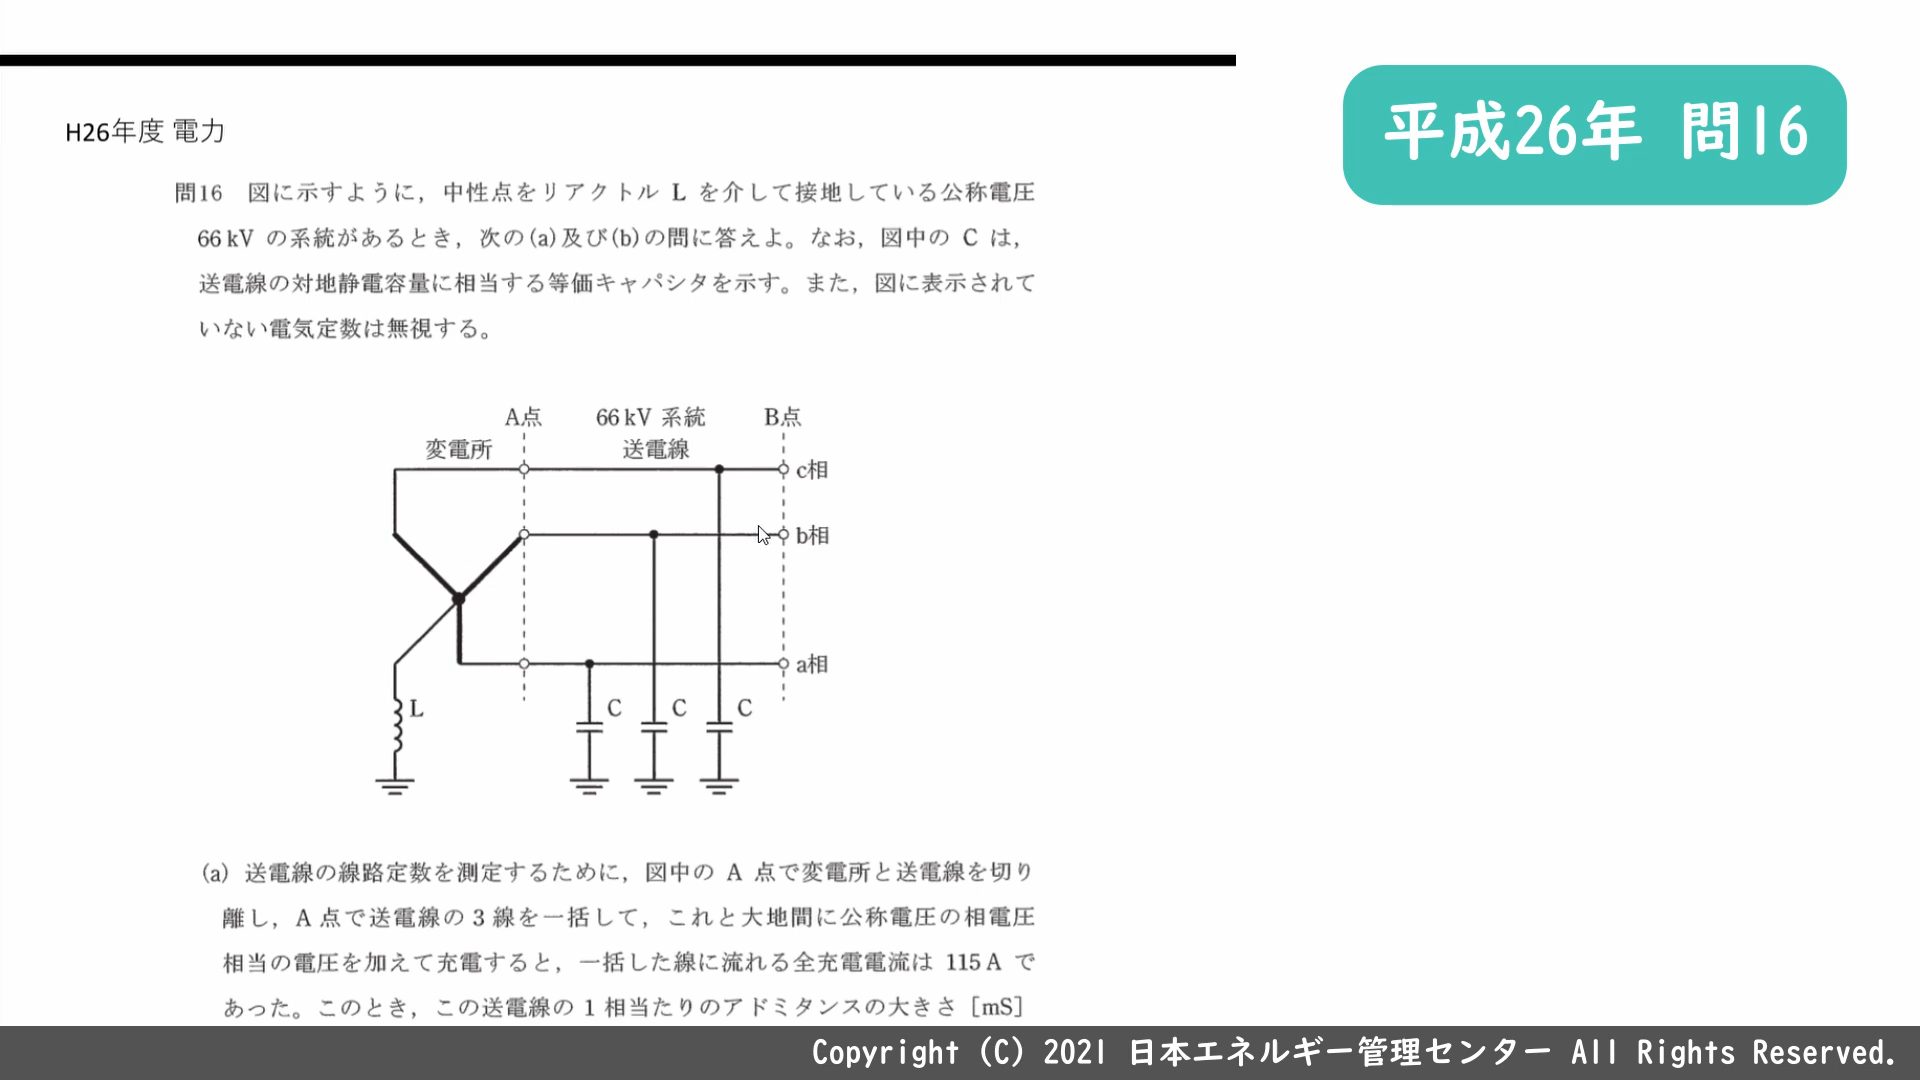 平成26年 問16
H26年度 電力
問16 図に示すように，中性点をリアクトル L を介して接地している公称電圧
66 kV の系統があるとき，次の(a)及び(b)の問に答えよ。なお，図中の C は，
送電線の対地静電容量に相当する等価キャパシタを示す。また，図に表示されて
いない電気定数は無視する。
A点 66 kV 系統 B点
変電所 送電線
c相
b相
a相
L C C C
(a) 送電線の線路定数を測定するために，図中の A 点で変電所と送電線を切り
離し，A 点で送電線の 3 線を一括して，これと大地間に公称電圧の相電圧
相当の電圧を加えて充電すると，一括した線に流れる全充電電流は 115 A で
あった。このとき，この送電線の 1 相当たりのアドミタンスの大きさ［mS］
Copyright (C) 2021 日本エネルギー管理センター All Rights Reserved.